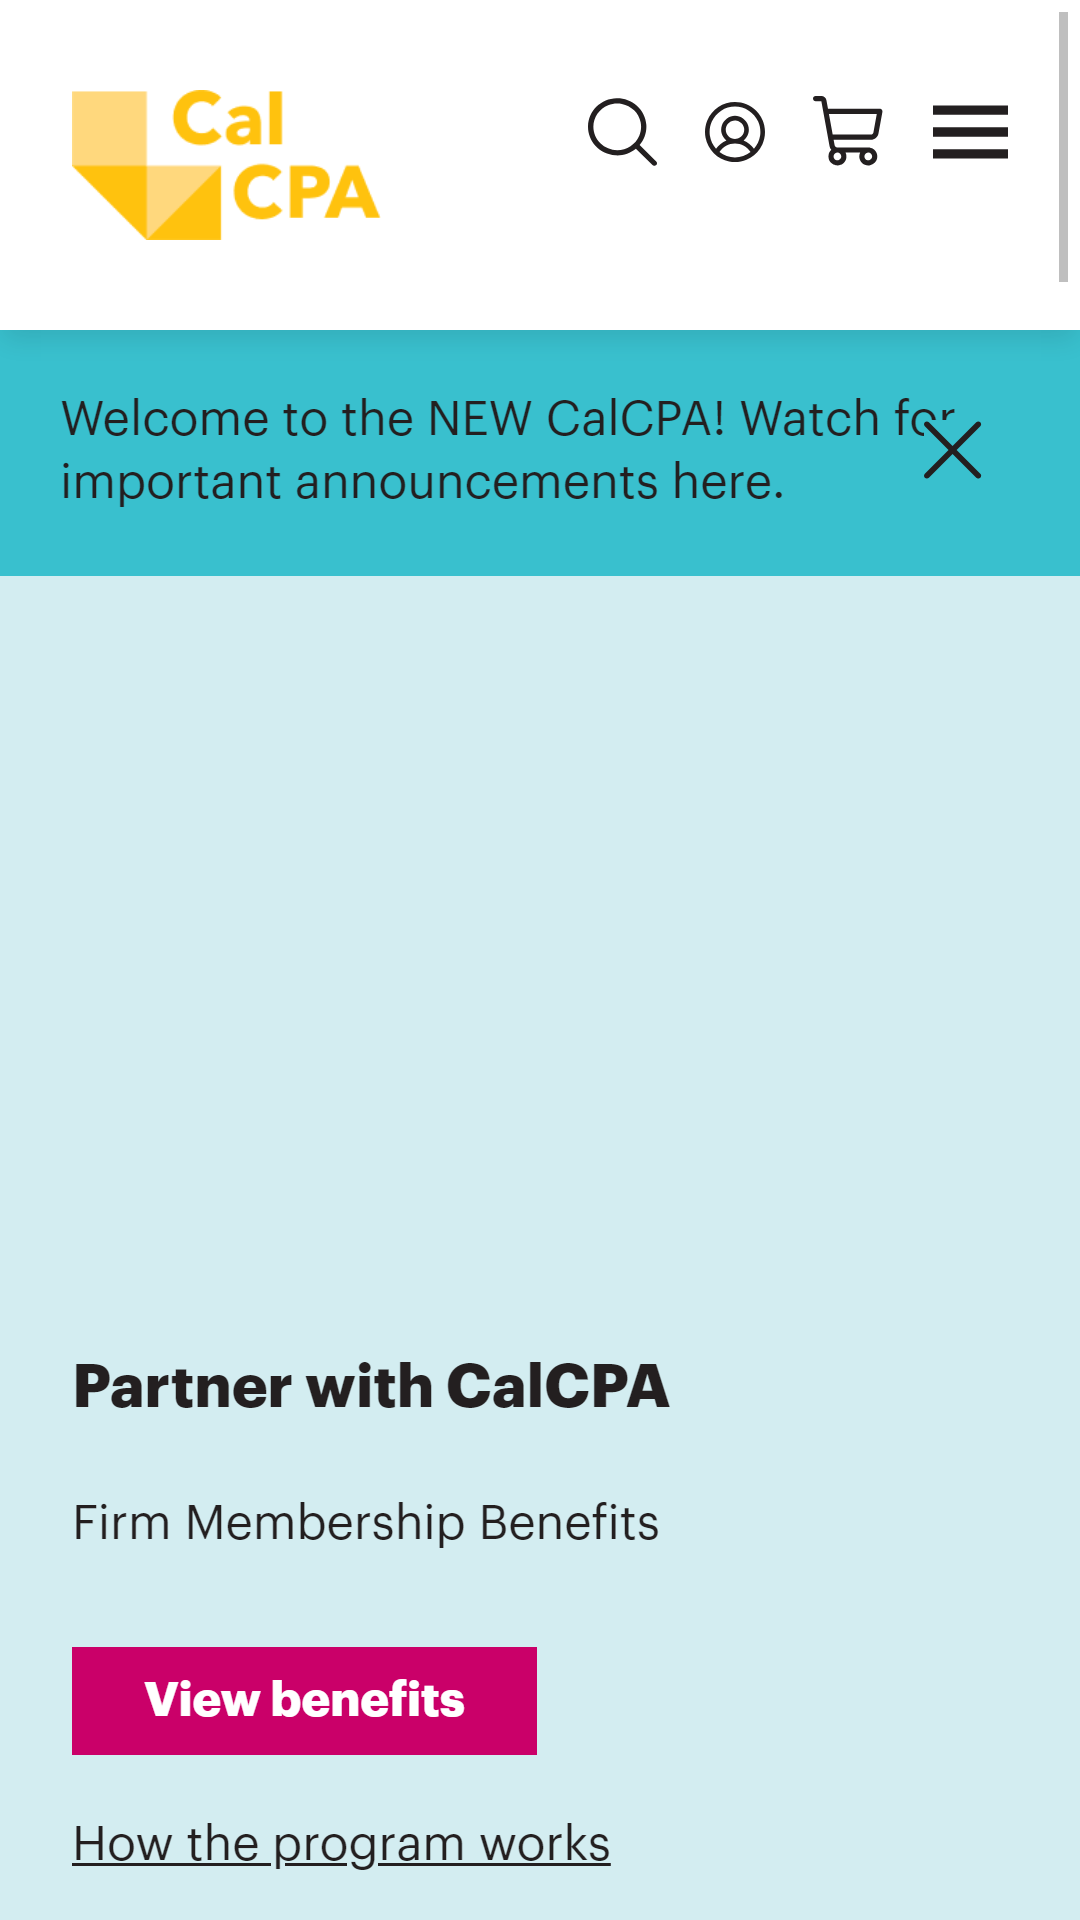 Cal
CPA
Welcome to the NEW CalCPA! Watch for
important announcements here.
Partner with CalCPA
Firm Membership Benefits
View benefits
How the program works